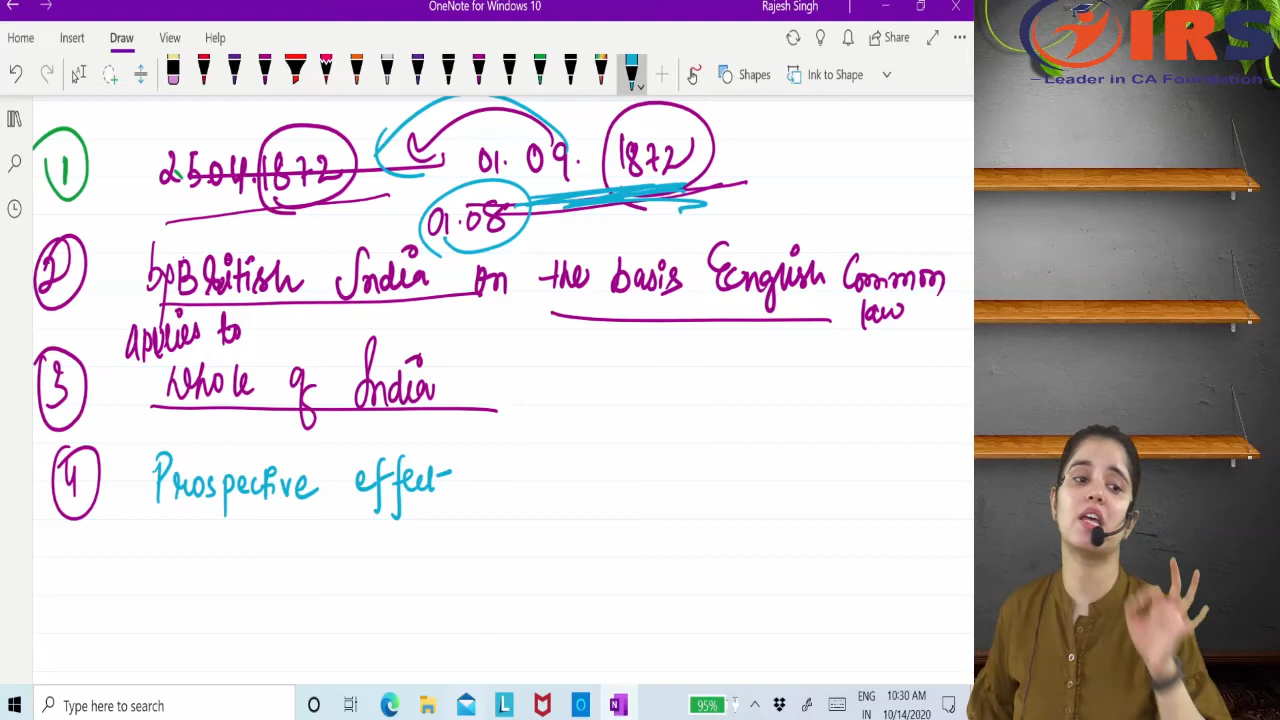 OneNote for Windows 10
Rajesh Singh
Home Insert Draw View Help
Share
Shapes
Ink to Shape
IRS
–Leader in CA Foundation–
1 2504.1872 01.09. 1872
01.08
2 British India on the basis English Common
law
applies to
3 Whole of India
4 Prospective effect
Type here to search
95%
ENG
IN
10:30 AM
10/14/2020